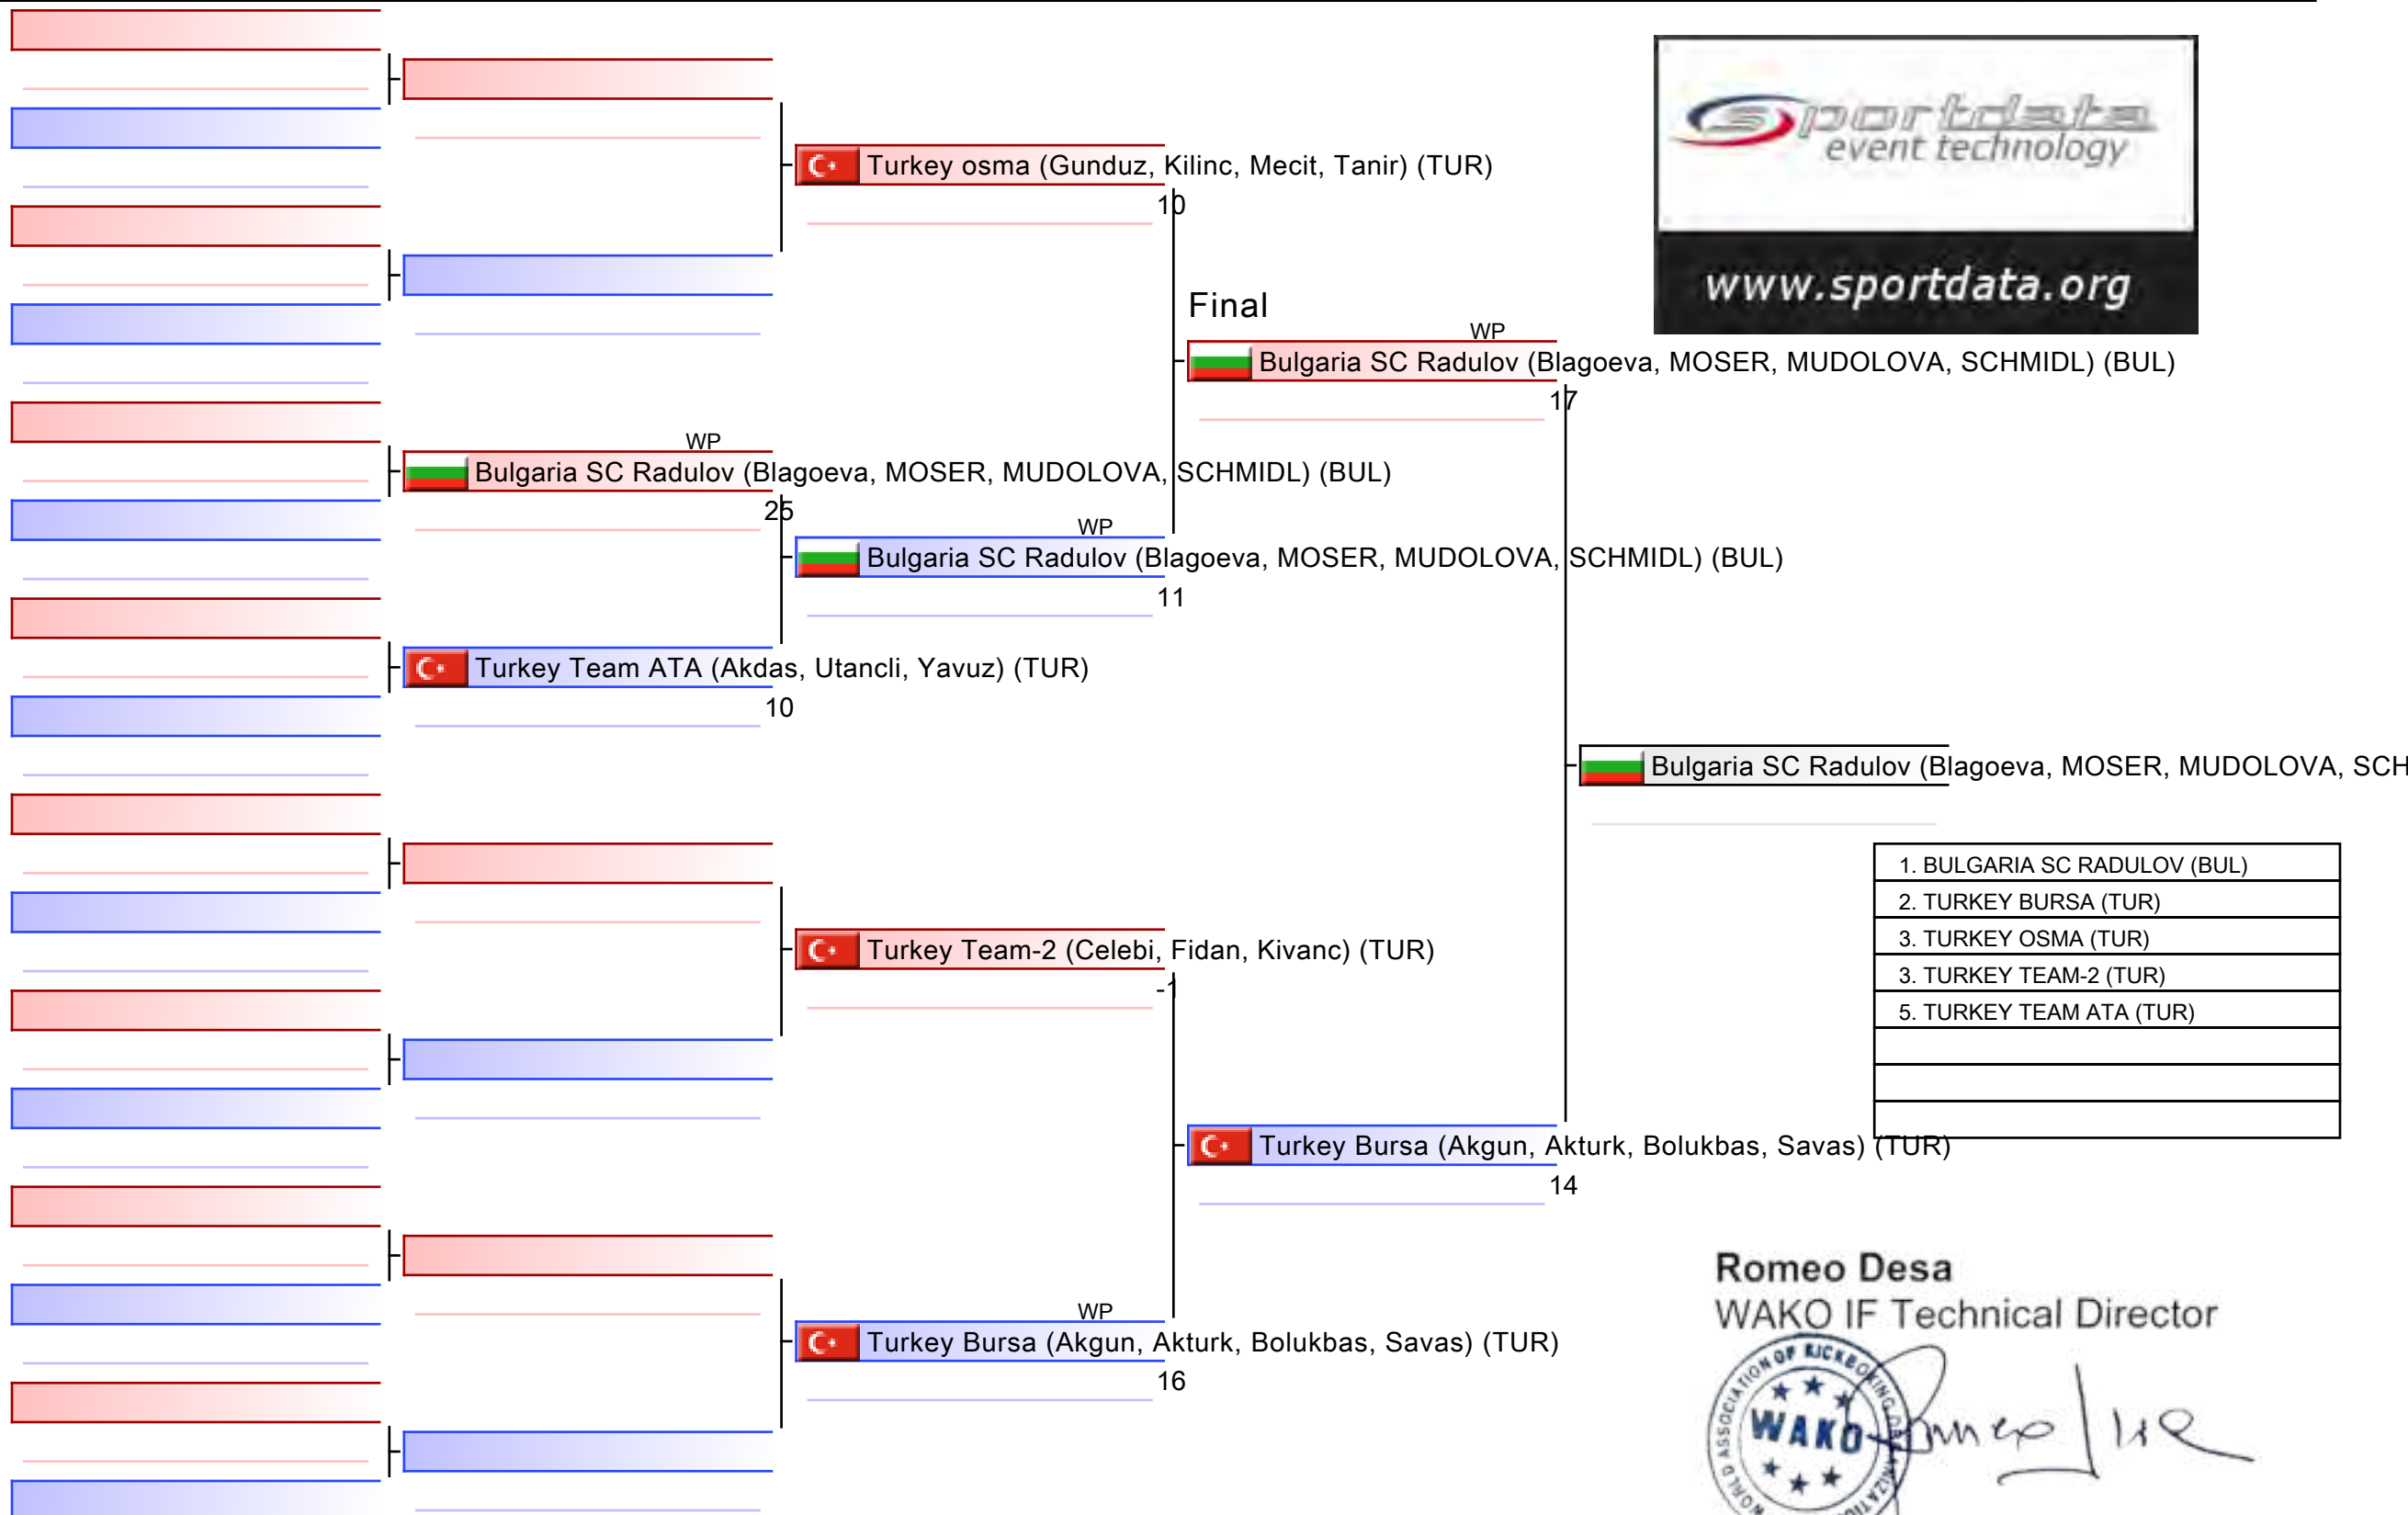 sportdata
event technology
www.sportdata.org
Turkey osma (Gunduz, Kilinc, Mecit, Tanir) (TUR)
10
Final
WP
Bulgaria SC Radulov (Blagoeva, MOSER, MUDOLOVA, SCHMIDL) (BUL)
17
WP
Bulgaria SC Radulov (Blagoeva, MOSER, MUDOLOVA, SCHMIDL) (BUL)
25
WP
Bulgaria SC Radulov (Blagoeva, MOSER, MUDOLOVA, SCHMIDL) (BUL)
11
Turkey Team ATA (Akdas, Utancli, Yavuz) (TUR)
10
Bulgaria SC Radulov (Blagoeva, MOSER, MUDOLOVA, SCH
1. BULGARIA SC RADULOV (BUL)
2. TURKEY BURSA (TUR)
3. TURKEY OSMA (TUR)
3. TURKEY TEAM-2 (TUR)
5. TURKEY TEAM ATA (TUR)
Turkey Team-2 (Celebi, Fidan, Kivanc) (TUR)
-1
Turkey Bursa (Akgun, Akturk, Bolukbas, Savas) (TUR)
14
WP
Turkey Bursa (Akgun, Akturk, Bolukbas, Savas) (TUR)
16
Romeo Desa
WAKO IF Technical Director
WORLD ASSOCIATION OF KICKBOXING
WAKO